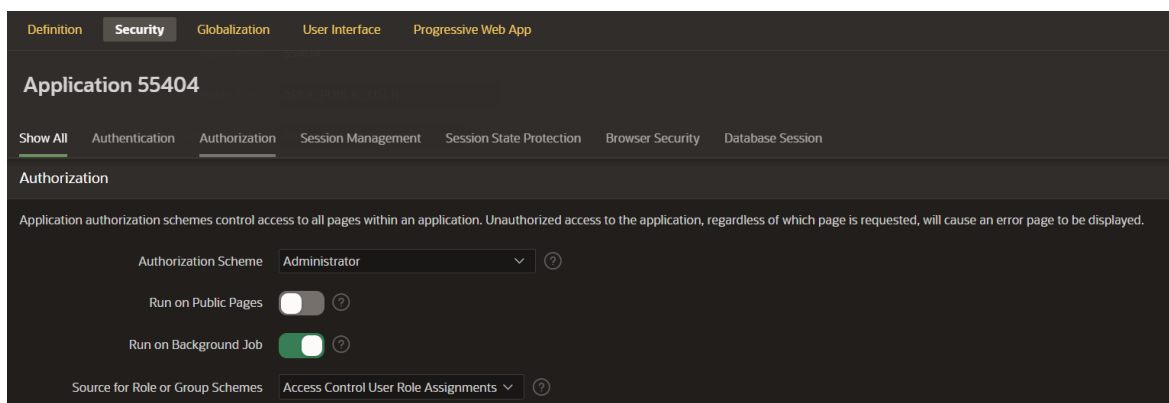 Definition Security Globalization User Interface Progressive Web App
Application 55404
Show All Authentication Authorization Session Management Session State Protection Browser Security Database Session
Authorization
Application authorization schemes control access to all pages within an application. Unauthorized access to the application, regardless of which page is requested, will cause an error page to be displayed.
Authorization Scheme Administrator ?
Run on Public Pages ?
Run on Background Job ?
Source for Role or Group Schemes Access Control User Role Assignments ?